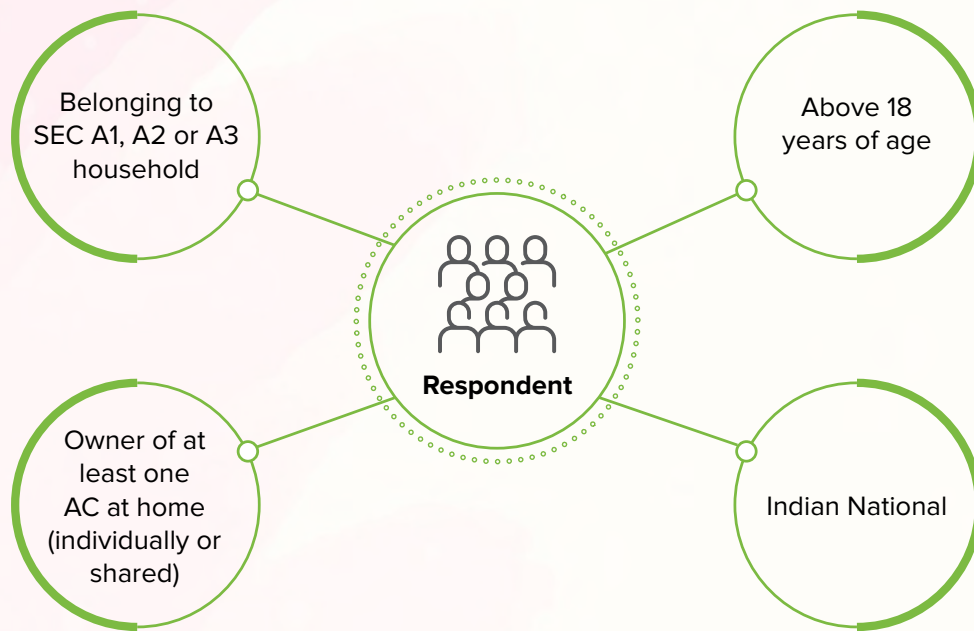 Belonging to
SEC A1, A2 or A3
household
Above 18
years of age
Respondent
Owner of at
least one
AC at home
(individually or
shared)
Indian National